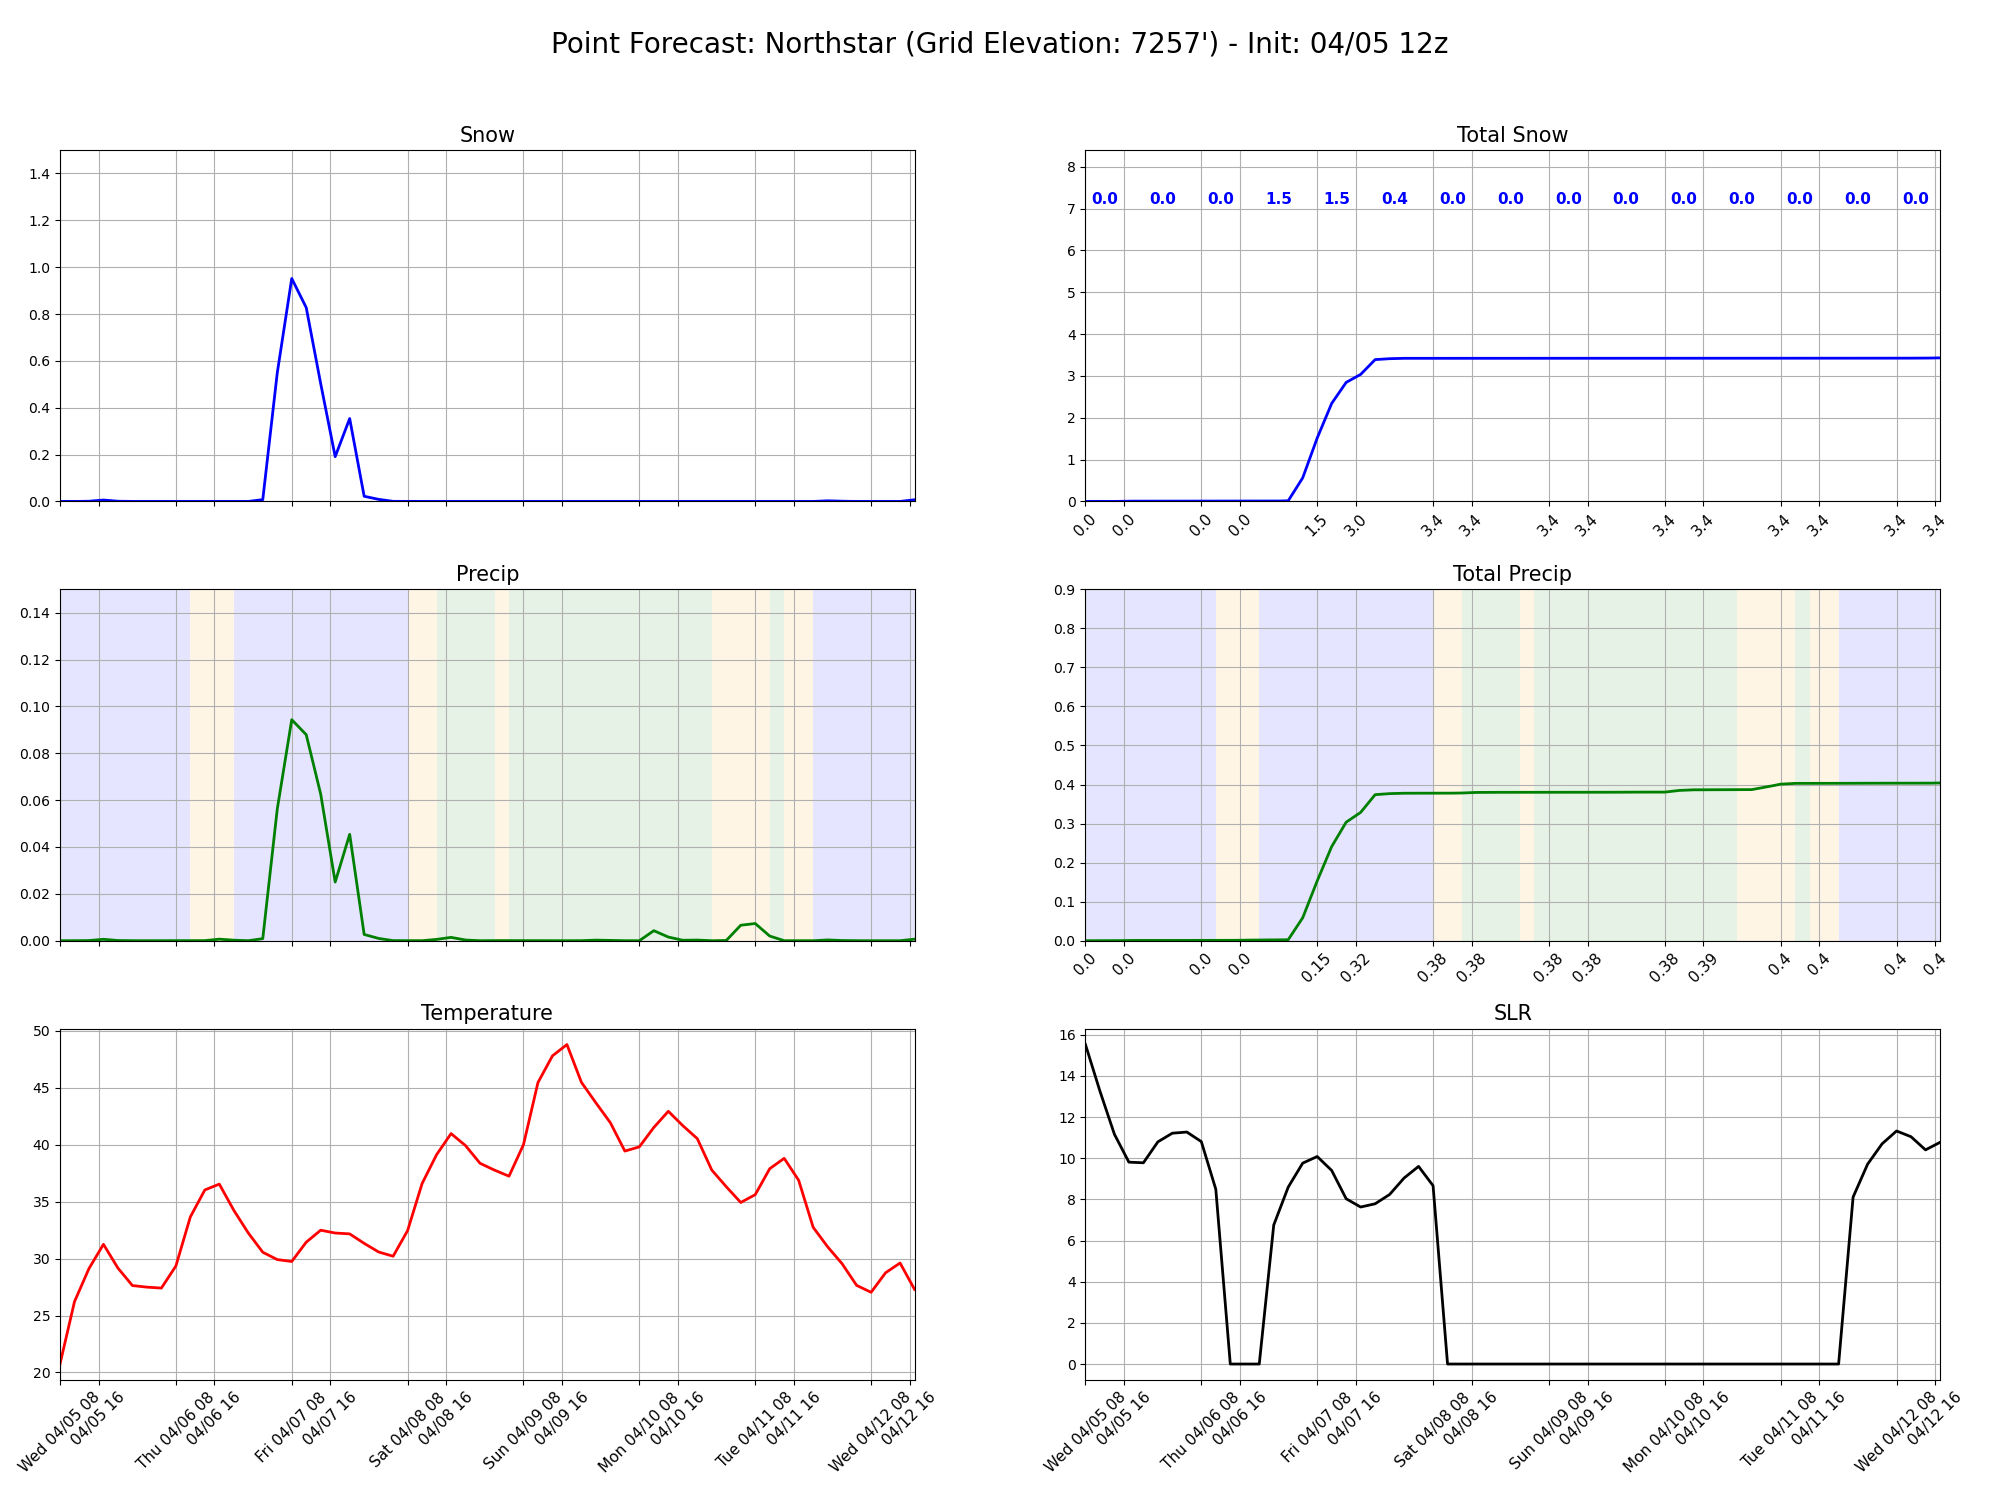 Point Forecast: Northstar (Grid Elevation: 7257') - Init: 04/05 12z
Snow
1.4
1.2
1.0
0.8
0.6
0.4
0.2
0.0
Total Snow
8
7
6
5
4
3
2
1
0
0.0 0.0 0.0 1.5 1.5 0.4 0.0 0.0 0.0 0.0 0.0 0.0 0.0 0.0 0.0
0.0 0.0 0.0 0.0 1.5 3.0 3.4 3.4 3.4 3.4 3.4 3.4 3.4 3.4 3.4 3.4
Precip
0.14
0.12
0.10
0.08
0.06
0.04
0.02
0.00
Total Precip
0.9
0.8
0.7
0.6
0.5
0.4
0.3
0.2
0.1
0.0
0.0 0.0 0.0 0.0 0.15 0.32 0.38 0.38 0.38 0.38 0.38 0.39 0.4 0.4 0.4 0.4
Temperature
50
45
40
35
30
25
20
Wed 04/05 08
04/05 16
Thu 04/06 08
04/06 16
Fri 04/07 08
04/07 16
Sat 04/08 08
04/08 16
Sun 04/09 08
04/09 16
Mon 04/10 08
04/10 16
Tue 04/11 08
04/11 16
Wed 04/12 08
04/12 16
SLR
16
14
12
10
8
6
4
2
0
Wed 04/05 08
04/05 16
Thu 04/06 08
04/06 16
Fri 04/07 08
04/07 16
Sat 04/08 08
04/08 16
Sun 04/09 08
04/09 16
Mon 04/10 08
04/10 16
Tue 04/11 08
04/11 16
Wed 04/12 08
04/12 16